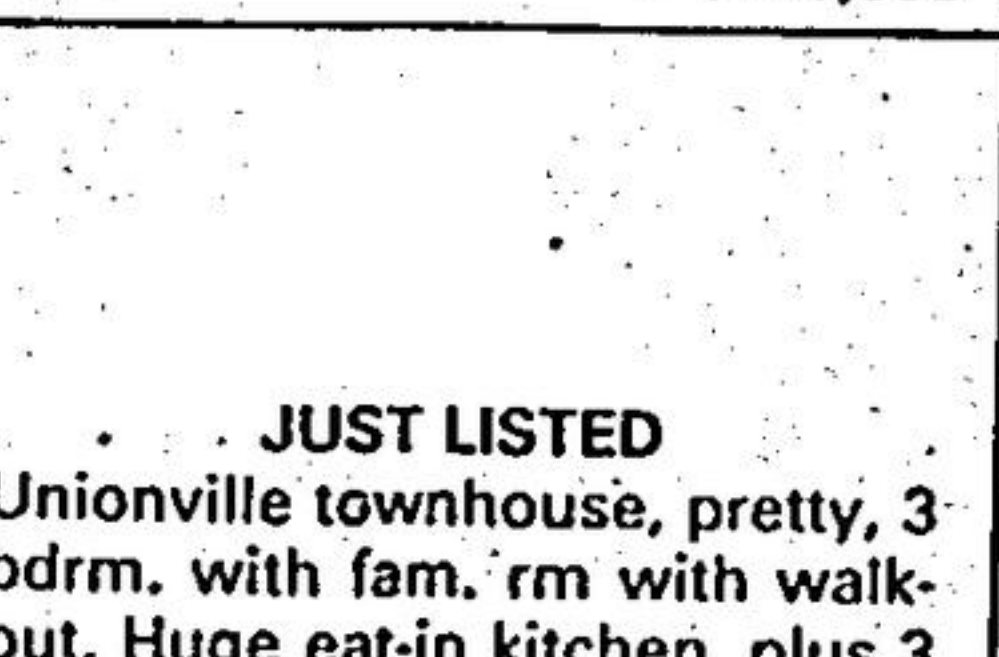 JUST LISTED
Unionville townhouse, pretty, 3
bdrm. with fam. rm with walk-
out. Huge eat-in kitchen, plus 3